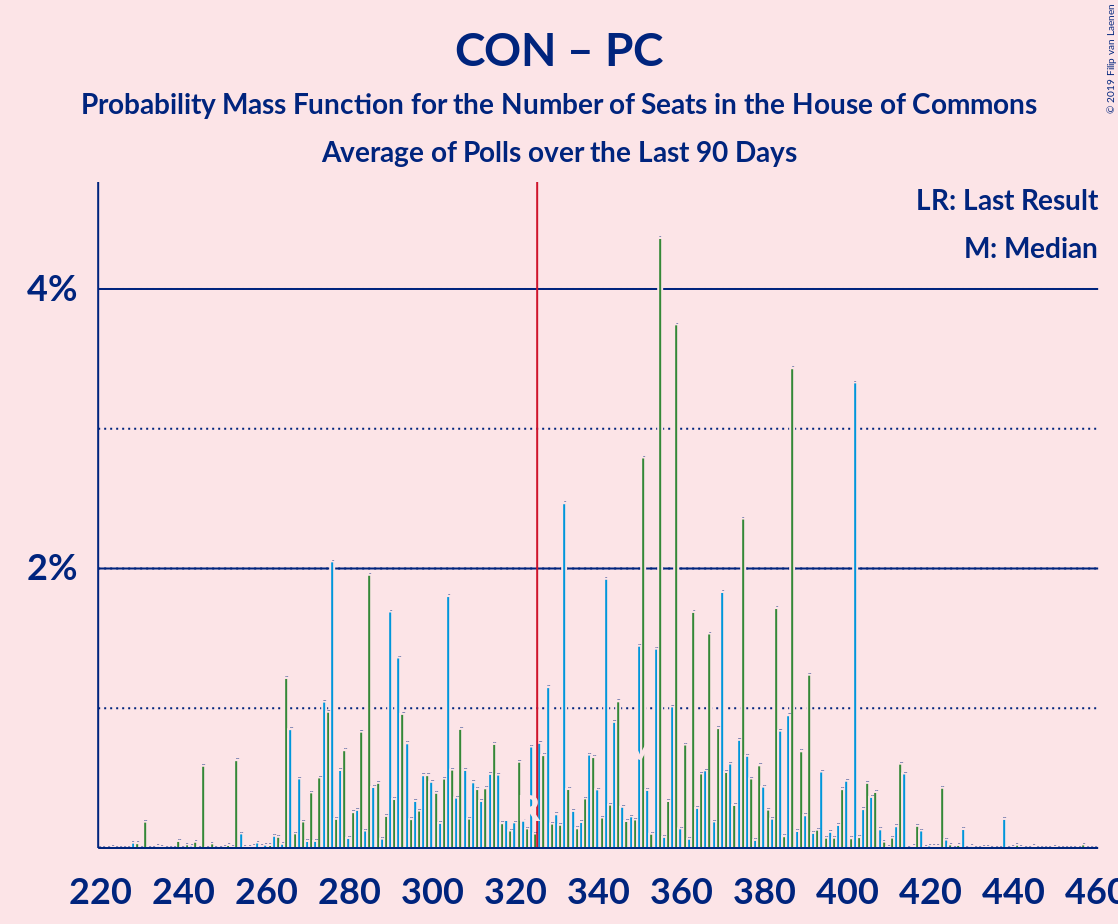 CON – PC
Probability Mass Function for the Number of Seats in the House of Commons
Average of Polls over the Last 90 Days
© 2019 Filip van Laenen
LR: Last Result
M: Median
4%
2%
220 240 260 280 300 320 340 360 380 400 420 440 460